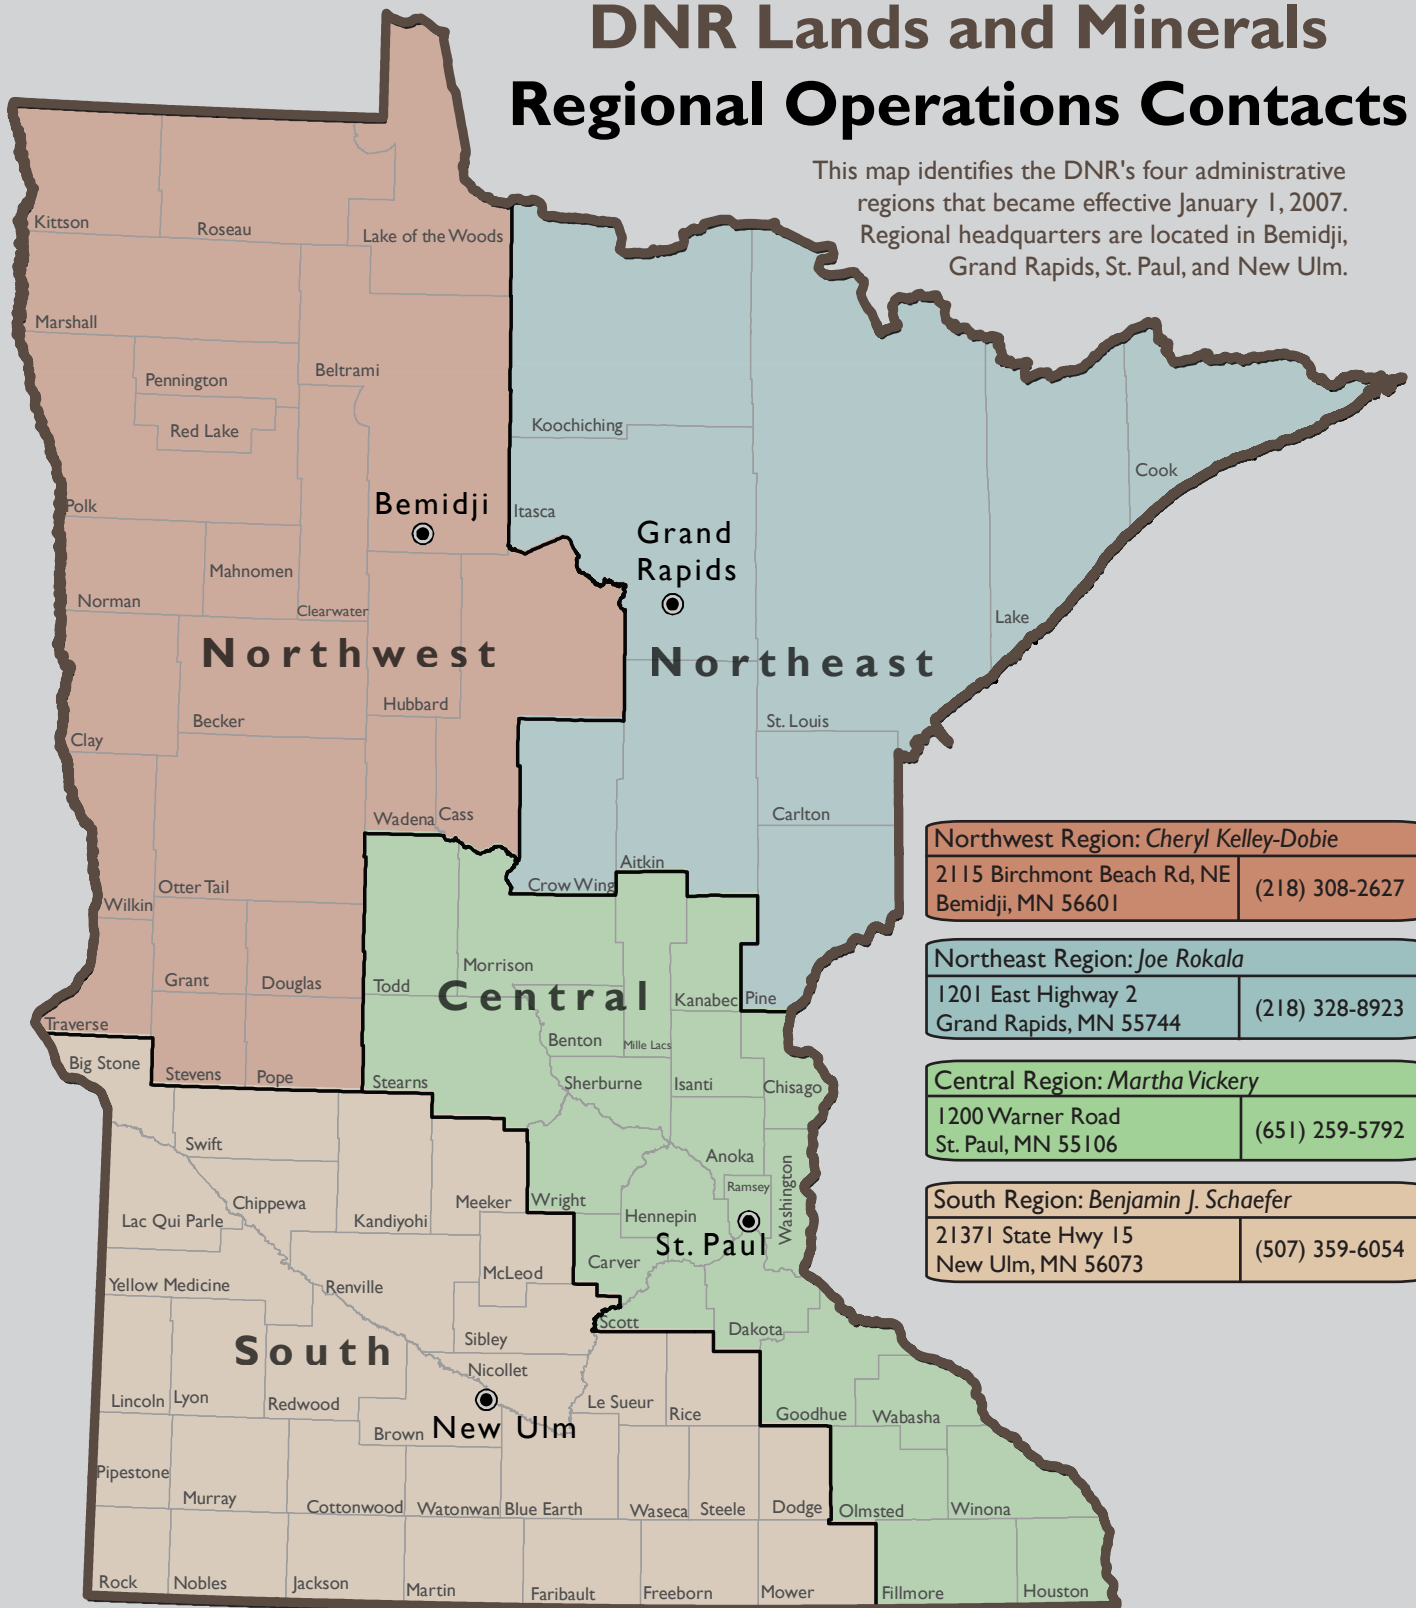 DNR Lands and Minerals
Regional Operations Contacts
This map identifies the DNR's four administrative
regions that became effective January 1, 2007.
Regional headquarters are located in Bemidji,
Grand Rapids, St. Paul, and New Ulm.
Kittson
Roseau
Lake of the Woods
Marshall
Beltrami
Pennington
Red Lake
Koochiching
Cook
Polk
Bemidji
Itasca
Grand
Rapids
Mahnomen
Norman
Clearwater
Lake
Northwest
Northeast
Hubbard
Becker
St. Louis
Clay
Wadena
Cass
Carlton
Aitkin
Crow Wing
Otter Tail
Wilkin
Morrison
Grant
Douglas
Todd
Central
Kanabec
Pine
Traverse
Benton
Mille Lacs
Big Stone
Stevens
Pope
Stearns
Sherburne
Isanti
Chisago
Swift
Anoka
Ramsey
Washington
Chippewa
Meeker
Wright
Lac Qui Parle
Kandiyohi
Hennepin
St. Paul
Carver
McLeod
Yellow Medicine
Renville
Scott
Dakota
Sibley
South
Nicollet
Lincoln
Lyon
Redwood
Le Sueur
Rice
Goodhue
Wabasha
Brown
New Ulm
Pipestone
Murray
Cottonwood
Watonwan
Blue Earth
Waseca
Steele
Dodge
Olmsted
Winona
Rock
Nobles
Jackson
Martin
Faribault
Freeborn
Mower
Fillmore
Houston
Northwest Region: Cheryl Kelley-Dobie
2115 Birchmont Beach Rd, NE
Bemidji, MN 56601
(218) 308-2627
Northeast Region: Joe Rokala
1201 East Highway 2
Grand Rapids, MN 55744
(218) 328-8923
Central Region: Martha Vickery
1200 Warner Road
St. Paul, MN 55106
(651) 259-5792
South Region: Benjamin J. Schaefer
21371 State Hwy 15
New Ulm, MN 56073
(507) 359-6054